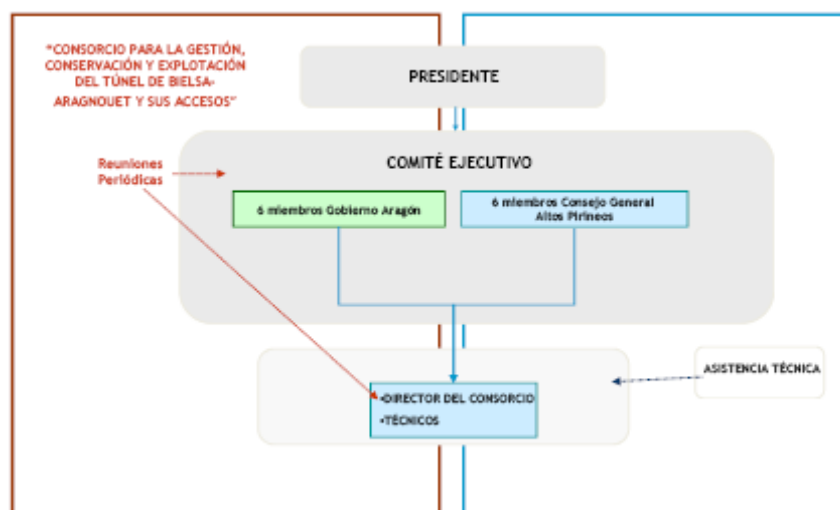 "CONSORCIO PARA LA GESTIÓN,
CONSERVACIÓN Y EXPLOTACIÓN
DEL TÚNEL DE BIELSA-
ARAGNOUET Y SUS ACCESOS"
PRESIDENTE
COMITÉ EJECUTIVO
Reuniones
Periódicas
6 miembros Gobierno Aragón
6 miembros Consejo General
Altos Pirineos
ASISTENCIA TÉCNICA
•DIRECTOR DEL CONSORCIO
•TÉCNICOS